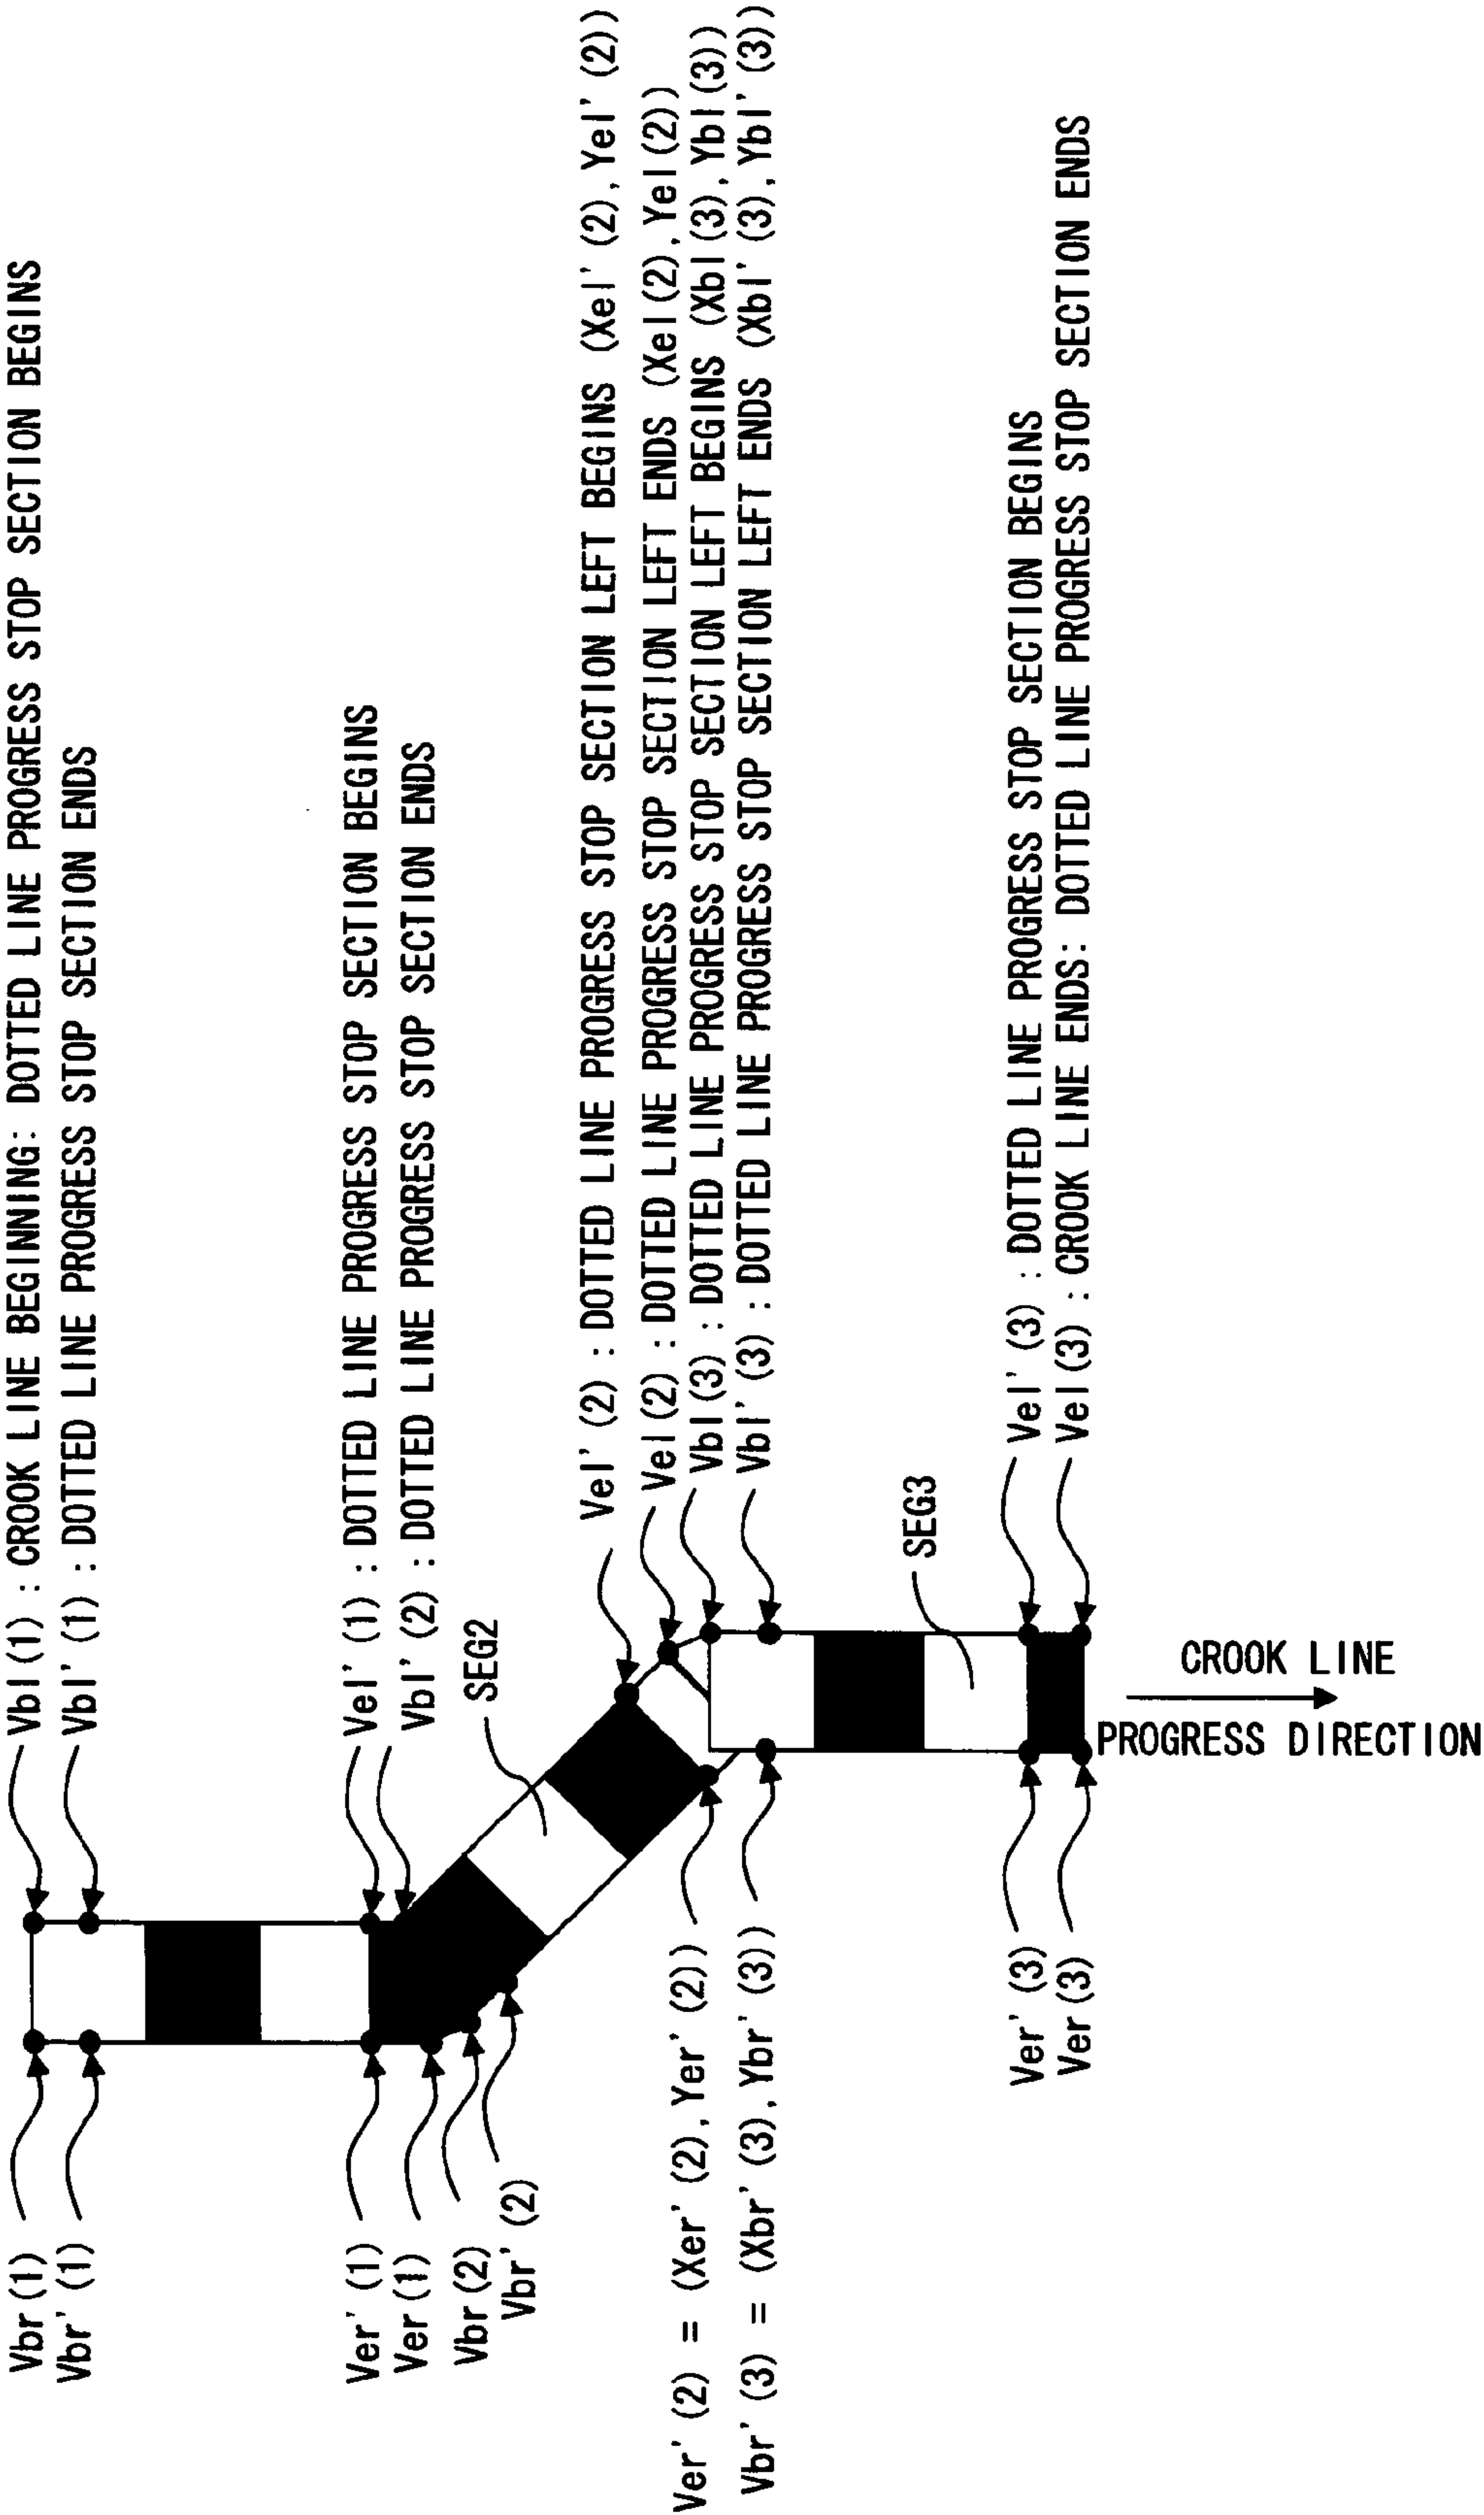 Vbl(1) : CROOK LINE BEGINNING: DOTTED LINE PROGRESS STOP SECTION BEGINS
Vbl' (1) : DOTTED LINE PROGRESS STOP SECTION ENDS
Vel' (1) : DOTTED LINE PROGRESS STOP SECTION BEGINS
Vbl' (2) : DOTTED LINE PROGRESS STOP SECTION ENDS
SEG2
Vel' (2) : DOTTED LINE PROGRESS STOP SECTION LEFT BEGINS (Xel' (2), Yel' (2))
Vel(2) : DOTTED LINE PROGRESS STOP SECTION LEFT ENDS (Xel(2), Yel(2))
Vbl(3) : DOTTED LINE PROGRESS STOP SECTION LEFT BEGINS (Xbl(3), Ybl(3))
Vbl' (3) : DOTTED LINE PROGRESS STOP SECTION LEFT ENDS (Xbl' (3), Ybl' (3))
SEG3
Vel' (3) : DOTTED LINE PROGRESS STOP SECTION BEGINS
Vel(3) : CROOK LINE ENDS: DOTTED LINE PROGRESS STOP SECTION ENDS
CROOK LINE
PROGRESS DIRECTION
Vbr(1)
Vbr' (1)
Ver' (1)
Ver(1)
Vbr(2)
Vbr' (2)
Ver' (2) = (Xer' (2), Yer' (2))
Vbr' (3) = (Xbr' (3), Ybr' (3))
Ver' (3)
Ver(3)